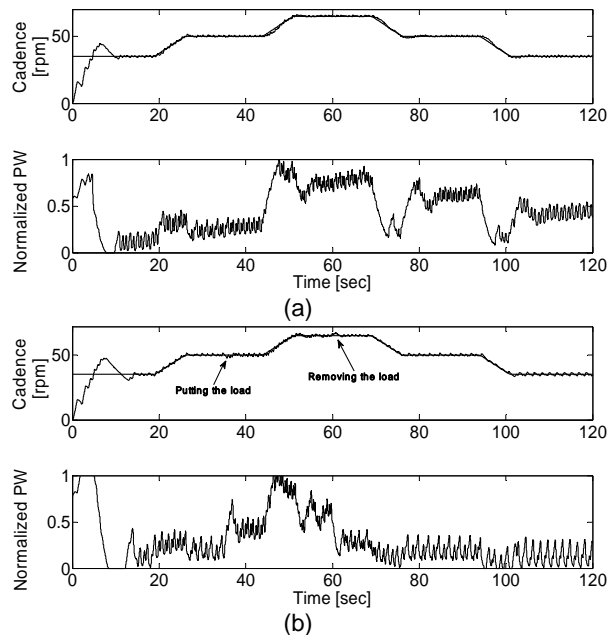 Cadence
[rpm]
50
0
0 20 40 60 80 100 120
Normalized PW
1
0.5
0
0 20 40 60 80 100 120
Time [sec]
(a)
Cadence
[rpm]
50
0
Putting the load
Removing the load
0 20 40 60 80 100 120
Normalized PW
1
0.5
0
0 20 40 60 80 100 120
Time [sec]
(b)